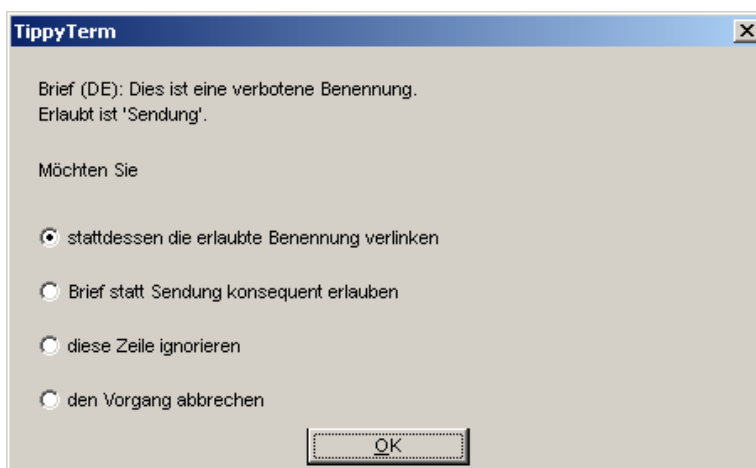 TippyTerm
Brief (DE): Dies ist eine verbotene Benennung.
Erlaubt ist 'Sendung'.
Möchten Sie
stattdessen die erlaubte Benennung verlinken
Brief statt Sendung konsequent erlauben
diese Zeile ignorieren
den Vorgang abbrechen
OK